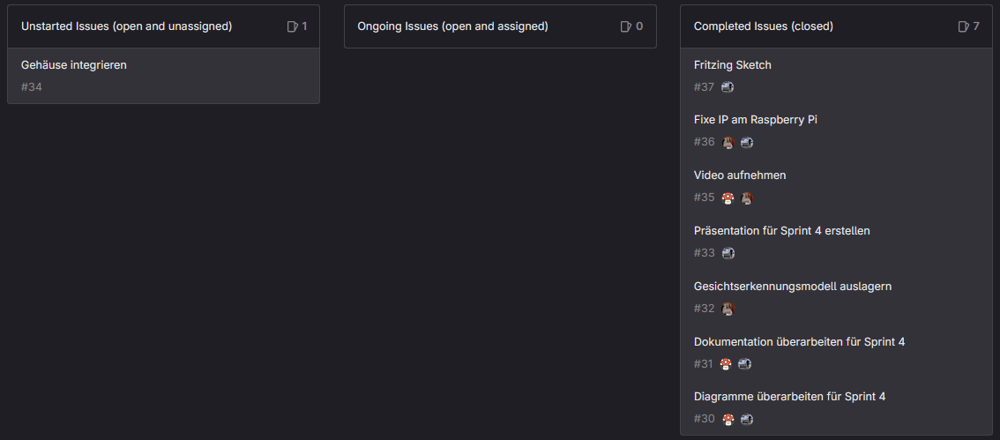 Unstarted Issues (open and unassigned) 1
Gehäuse integrieren
#34
Ongoing Issues (open and assigned) 0
Completed Issues (closed) 7
Fritzing Sketch
#37
Fixe IP am Raspberry Pi
#36
Video aufnehmen
#35
Präsentation für Sprint 4 erstellen
#33
Gesichtserkennungsmodell auslagern
#32
Dokumentation überarbeiten für Sprint 4
#31
Diagramme überarbeiten für Sprint 4
#30